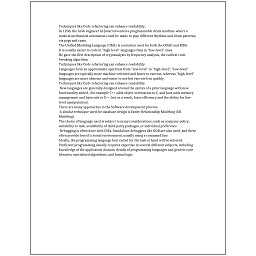 Techniques like Code refactoring can enhance readability.
In 1206, the Arab engineer Al-Jazari invented a programmable drum machine where a
musical mechanical automaton could be made to play different rhythms and drum patterns,
via pegs and cams.
The Unified Modeling Language (UML) is a notation used for both the OOAD and MDA.
It is usually easier to code in "high-level" languages than in "low-level" ones.
He gave the first description of cryptanalysis by frequency analysis, the earliest code-
breaking algorithm.
Techniques like Code refactoring can enhance readability.
Languages form an approximate spectrum from "low-level" to "high-level"; "low-level"
languages are typically more machine-oriented and faster to execute, whereas "high-level"
languages are more abstract and easier to use but execute less quickly.
New languages are generally designed around the syntax of a prior language with new
functionality added, (for example C++ adds object-orientation to C, and Java adds memory
management and bytecode to C++, but as a result, loses efficiency and the ability for low-
level manipulation).
There are many approaches to the Software development process.
A similar technique used for database design is Entity-Relationship Modeling (ER
Modeling).
The choice of language used is subject to many considerations, such as company policy,
suitability to task, availability of third-party packages, or individual preference.
Debugging is often done with IDEs. Standalone debuggers like GDB are also used, and these
often provide less of a visual environment, usually using a command line.
Ideally, the programming language best suited for the task at hand will be selected.
Proficient programming usually requires expertise in several different subjects, including
knowledge of the application domain, details of programming languages and generic code
libraries, specialized algorithms, and formal logic.